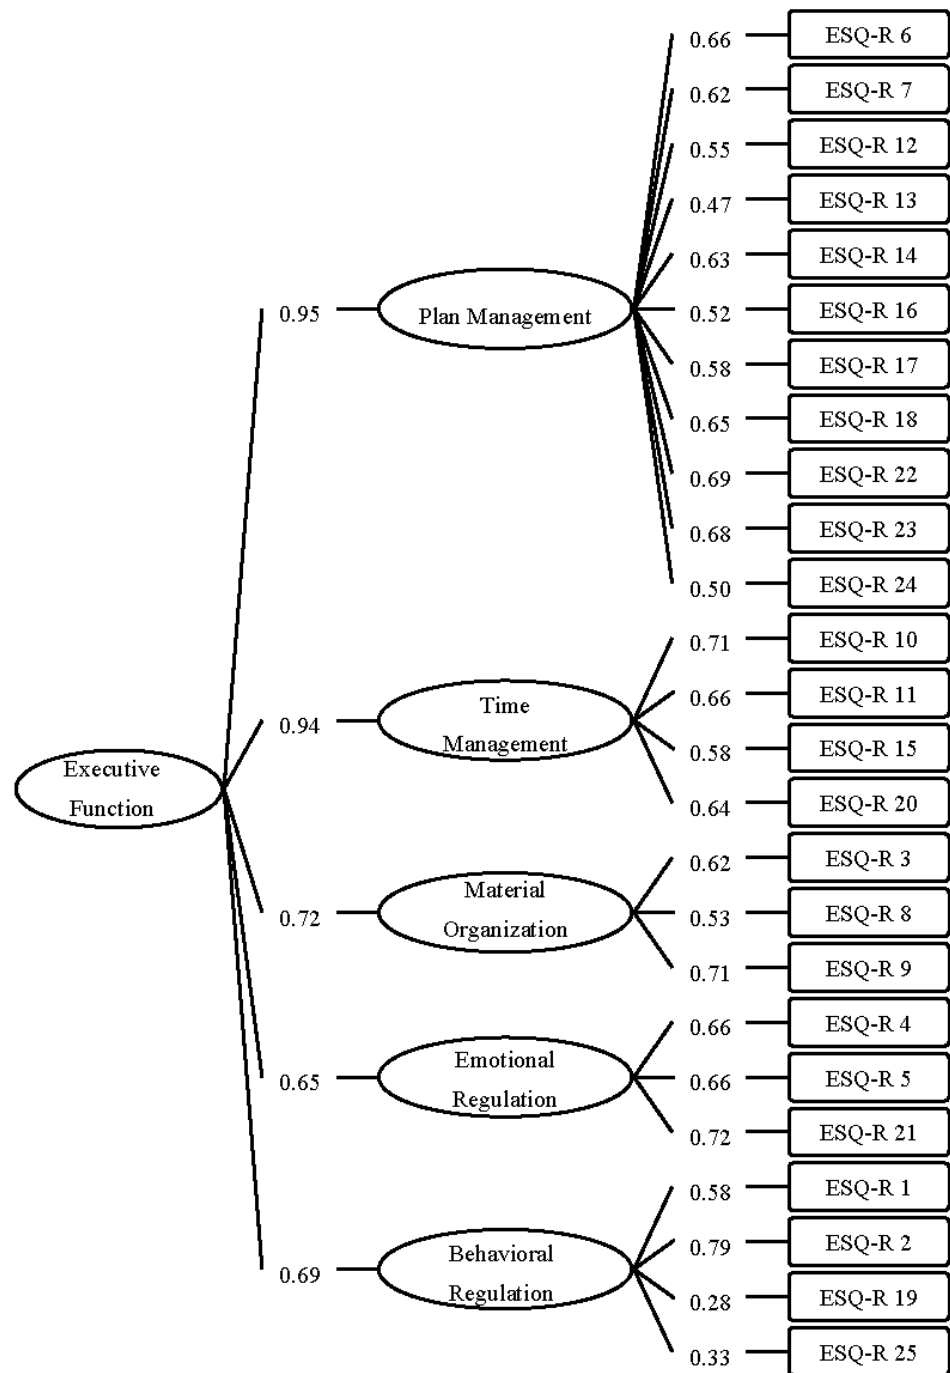 0.66 ESQ-R 6
0.62 ESQ-R 7
0.55 ESQ-R 12
0.47 ESQ-R 13
0.63 ESQ-R 14
0.95 Plan Management 0.52 ESQ-R 16
0.58 ESQ-R 17
0.65 ESQ-R 18
0.69 ESQ-R 22
0.68 ESQ-R 23
0.50 ESQ-R 24
0.71 ESQ-R 10
0.94
Time
Management
0.66 ESQ-R 11
0.58 ESQ-R 15
Executive
Function
0.64 ESQ-R 20
0.62 ESQ-R 3
0.72
Material
Organization
0.53 ESQ-R 8
0.71 ESQ-R 9
0.66 ESQ-R 4
0.65
Emotional
Regulation
0.66 ESQ-R 5
0.72 ESQ-R 21
0.58 ESQ-R 1
0.79 ESQ-R 2
0.69
Behavioral
Regulation
0.28 ESQ-R 19
0.33 ESQ-R 25